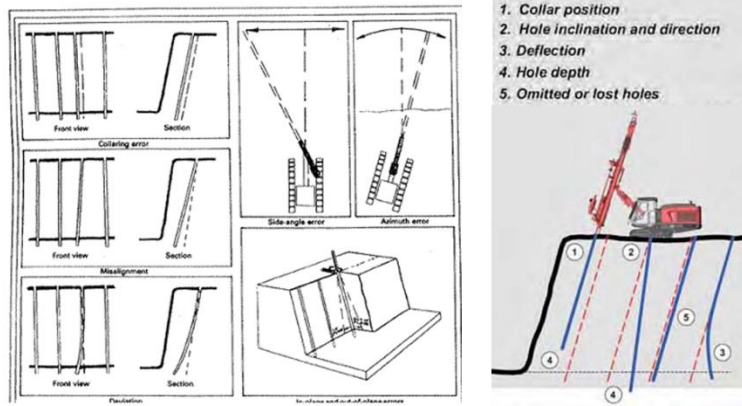 Front view
Section
Collaring error
Front view
Section
Misalignment
Front view
Section
Deviation
Side-angle error
Azimuth error
In-plane and out-of-plane errors
1. Collar position
2. Hole inclination and direction
3. Deflection
4. Hole depth
5. Omitted or lost holes
1
2
5
3
4
4